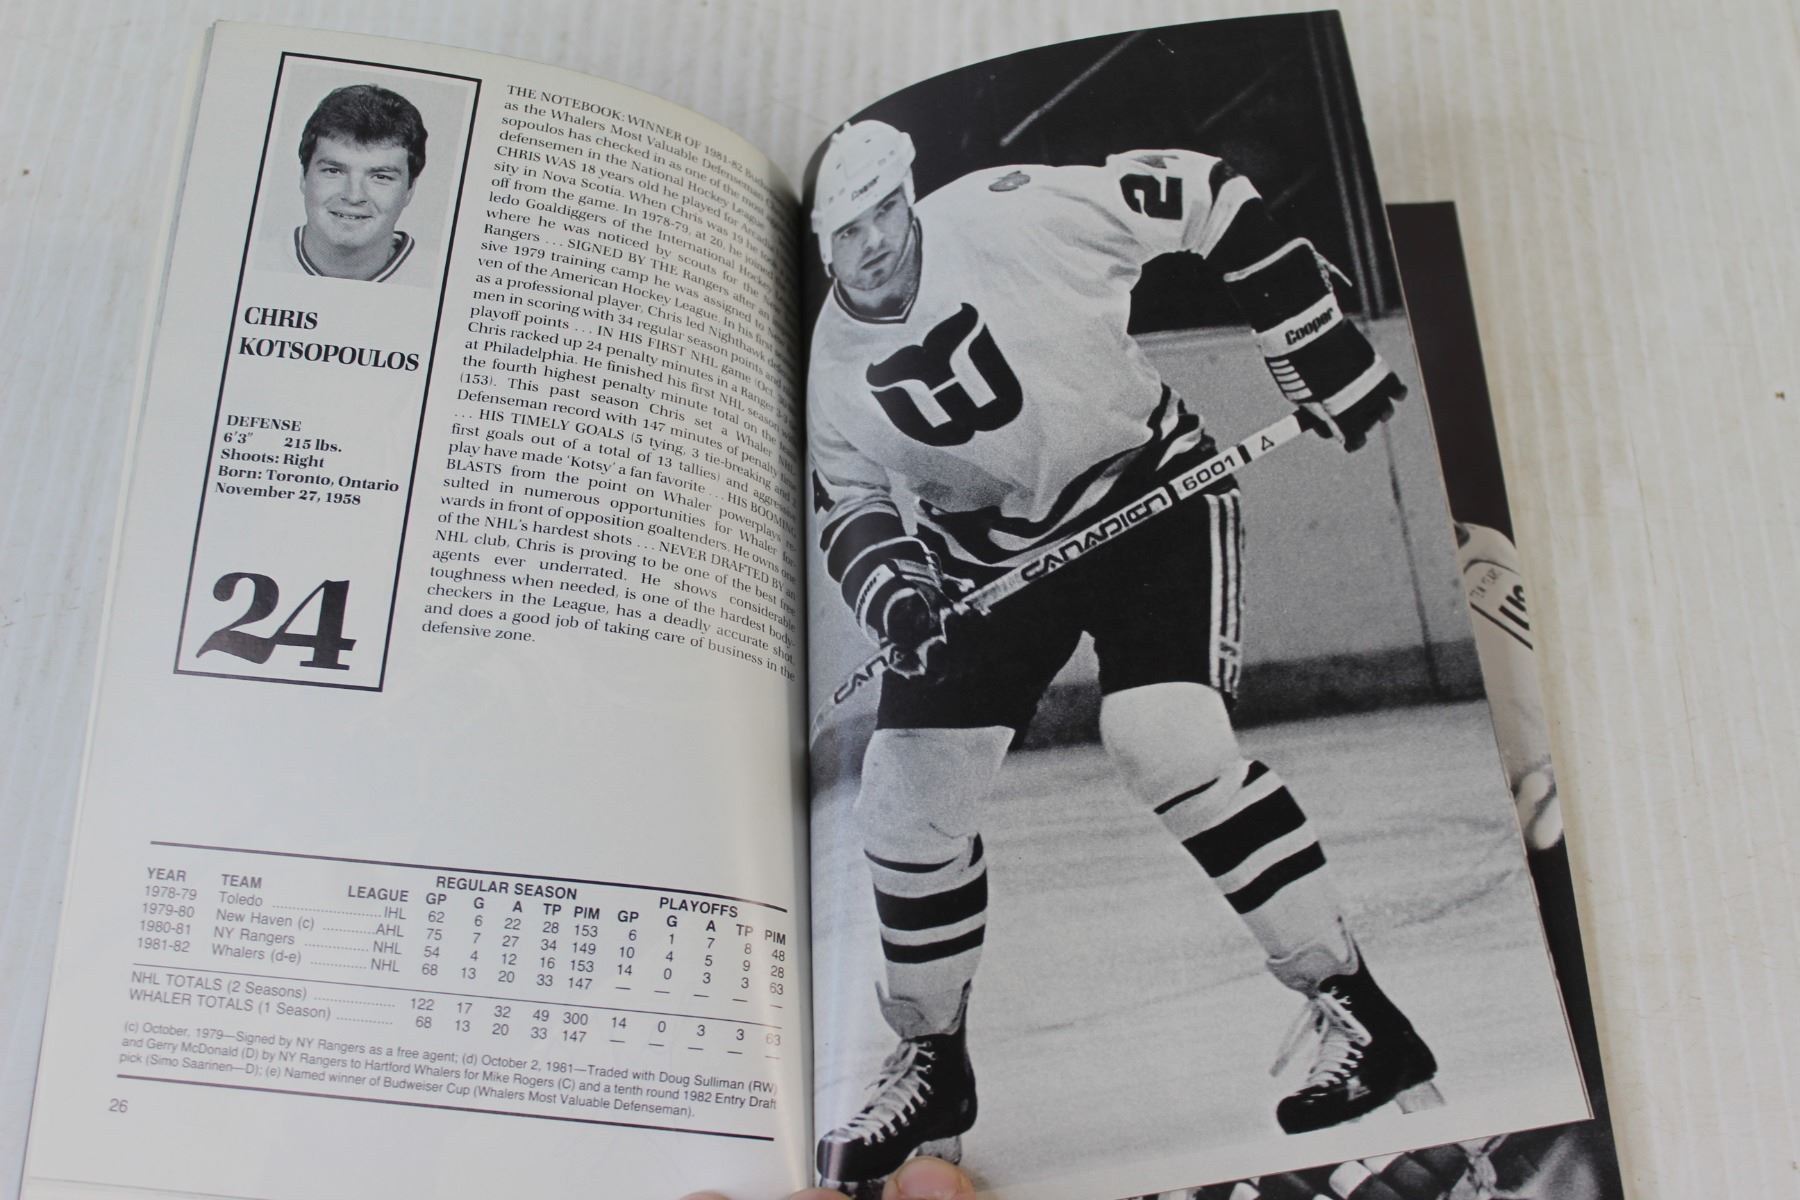 CHRIS
KOTSOPOULOS
DEFENSE
6'3" 215 lbs.
Shoots: Right
Born: Toronto, Ontario
November 27, 1958
24
THE NOTEBOOK: WINNER OF 1981-82
as the Whalers Most Valuable Defenseman
sopoulos has checked in as one of the most
defensemen in the National Hockey League
CHRIS WAS 18 years old he played for
sity in Nova Scotia. When Chris was 19 he
off from the game. In 1978-79, at 20, he joined
ledo Goaldiggers of the International Hockey
where he was noticed by scouts for the
Rangers ... SIGNED BY THE Rangers after an
sive 1979 training camp he was assigned to
ven of the American Hockey League. In his first
as a professional player, Chris led Nighthawk
men in scoring with 34 regular season points and
playoff points ... IN HIS FIRST NHL game (Oct.
Chris racked up 24 penalty minutes in a Ranger
at Philadelphia. He finished his first NHL season with
the fourth highest penalty minute total on the
(153). This past season Chris set a Whaler NHL
Defenseman record with 147 minutes of penalty time
... HIS TIMELY GOALS (5 tying, 3 tie-breaking and
first goals out of a total of 13 tallies) and aggressive
play have made 'Kotsy' a fan favorite ... HIS BOOMING
BLASTS from the point on Whaler powerplays re-
sulted in numerous opportunities for Whaler for-
wards in front of opposition goaltenders. He owns one
of the NHL's hardest shots ... NEVER DRAFTED BY an
NHL club, Chris is proving to be one of the best free
agents ever underrated. He shows considerable
toughness when needed, is one of the hardest body-
checkers in the League, has a deadly accurate shot,
and does a good job of taking care of business in the
defensive zone.
REGULAR SEASON PLAYOFFS
YEAR TEAM LEAGUE GP G A TP PIM GP G A TP PIM
1978-79 Toledo IHL 62 6 22 28 153 6 1 7 8 48
1979-80 New Haven (c) AHL 75 7 27 34 149 10 4 5 9 28
1980-81 NY Rangers NHL 54 4 12 16 153 14 0 3 3 63
1981-82 Whalers (d-e) NHL 68 13 20 33 147 — — — — —
NHL TOTALS (2 Seasons) 122 17 32 49 300 14 0 3 3 63
WHALER TOTALS (1 Season) 68 13 20 33 147 — — — — —
(c) October, 1979—Signed by NY Rangers as a free agent; (d) October 2, 1981—Traded with Doug Sulliman (RW)
and Gerry McDonald (D) by NY Rangers to Hartford Whalers for Mike Rogers (C) and a tenth round 1982 Entry Draft
pick (Simo Saarinen—D); (e) Named winner of Budweiser Cup (Whalers Most Valuable Defenseman).
26
Cooper
Cooper
CANADIEN 6001